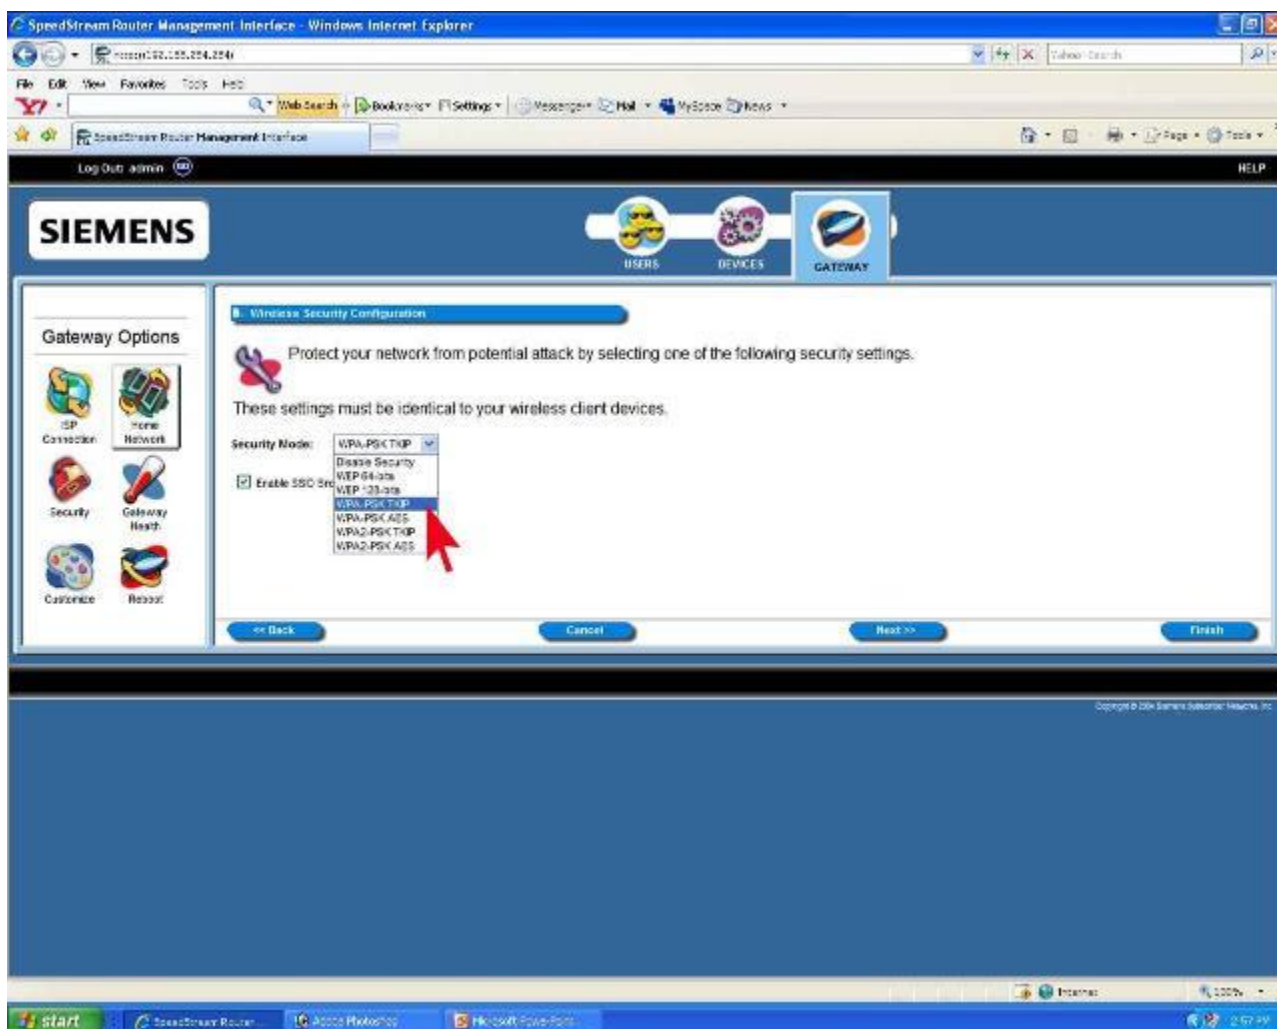 SpeedStream Router Management Interface - Windows Internet Explorer
File Edit View Favorites Tools Help
Web Search Bookmarks Settings Messenger Mail MySpace News
SpeedStream Router Management Interface
Page Tools
Log Out: admin
HELP
SIEMENS
USERS
DEVICES
GATEWAY
Gateway Options
ISP Connection
Home Network
Security
Gateway Health
Customize
Reboot
Wireless Security Configuration
Protect your network from potential attack by selecting one of the following security settings.
These settings must be identical to your wireless client devices.
Security Mode: WPA-PSK TKIP
Disable Security
WEP 64-bits
Enable SSID
WEP 128-bits
WPA-PSK TKIP
WPA-PSK AES
WPA2-PSK TKIP
WPA2-PSK AES
<< Back
Cancel
Next >>
Finish
Internet
start
SpeedStream Router
Adobe Photoshop
Microsoft PowerPoint
2:57 PM